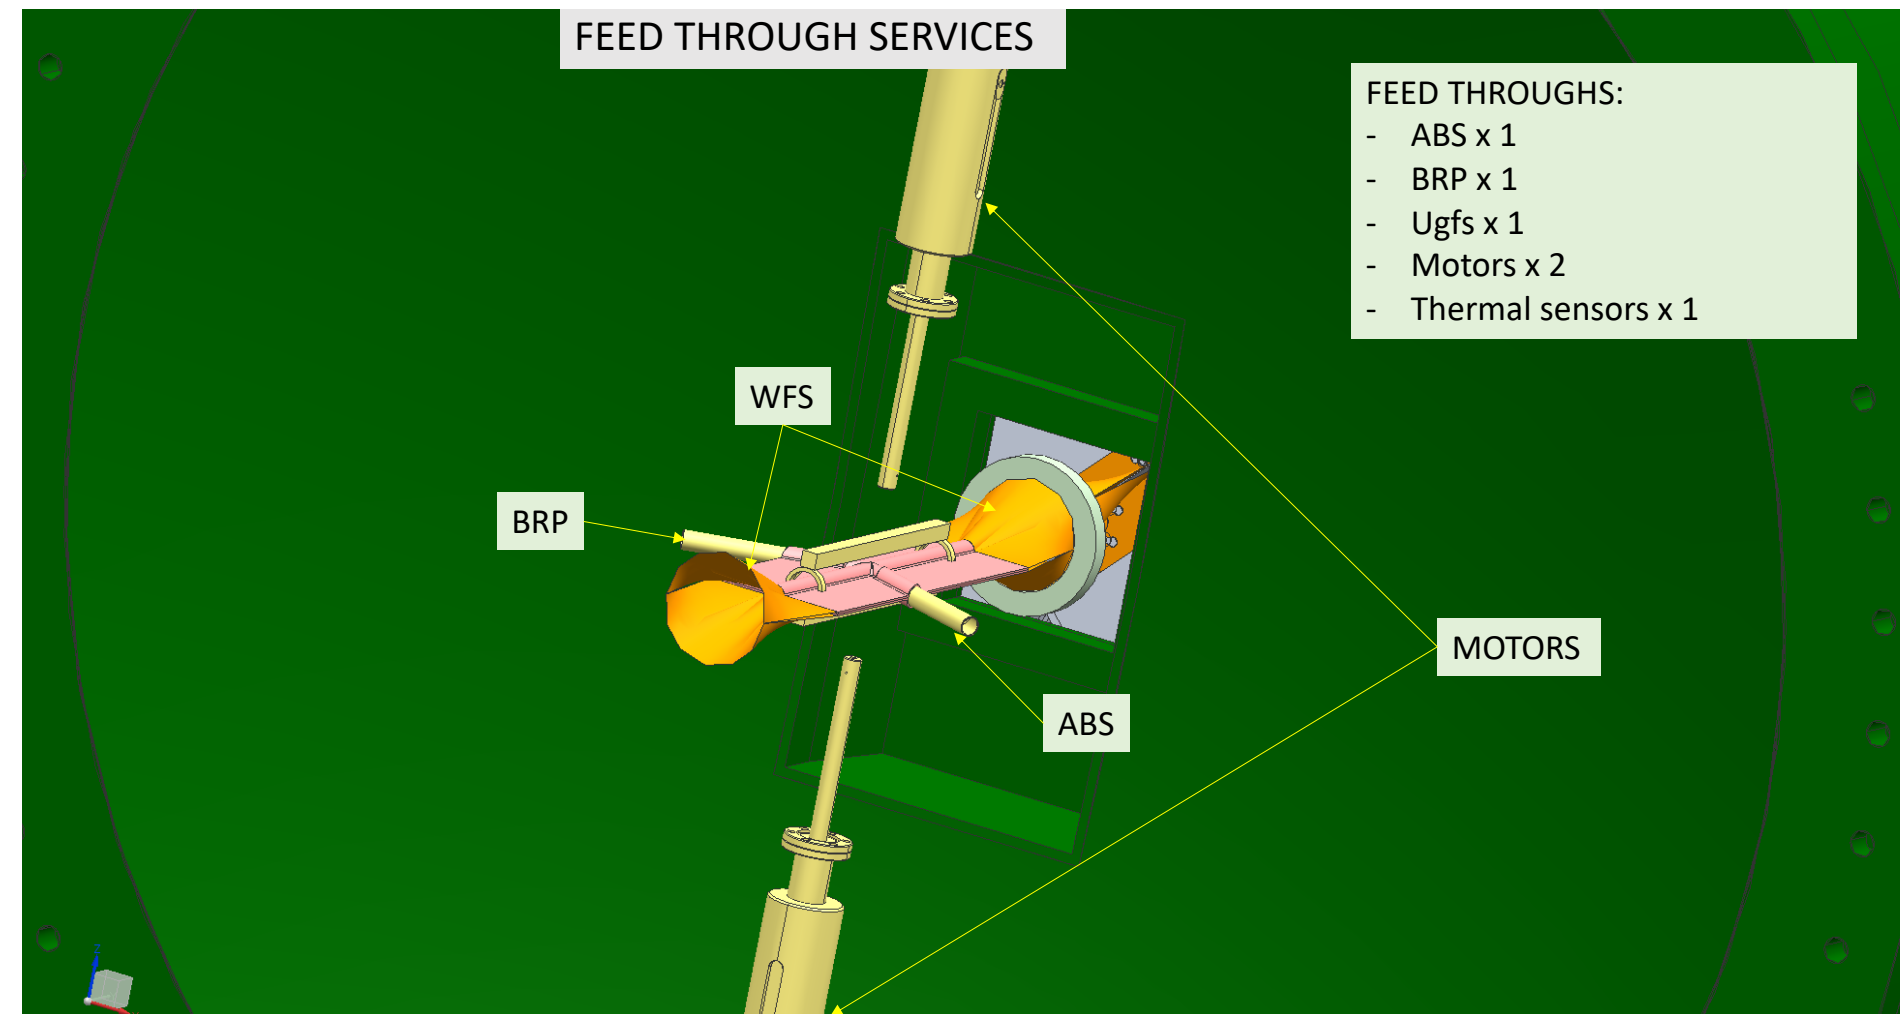 FEED THROUGH SERVICES
FEED THROUGHS:
- ABS x 1
- BRP x 1
- Ugfs x 1
- Motors x 2
- Thermal sensors x 1
WFS
BRP
MOTORS
ABS
Z